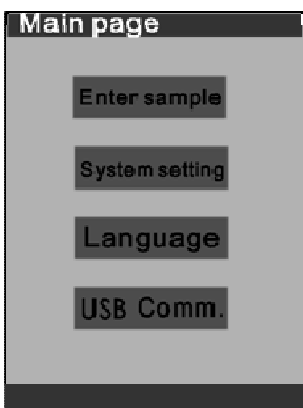 Main page
Enter sample
System setting
Language
USB Comm.